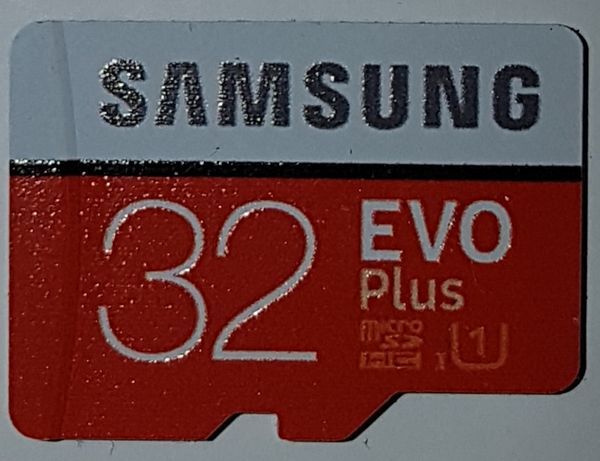 SAMSUNG
32 EVO
Plus
micro
SD
HC I U1